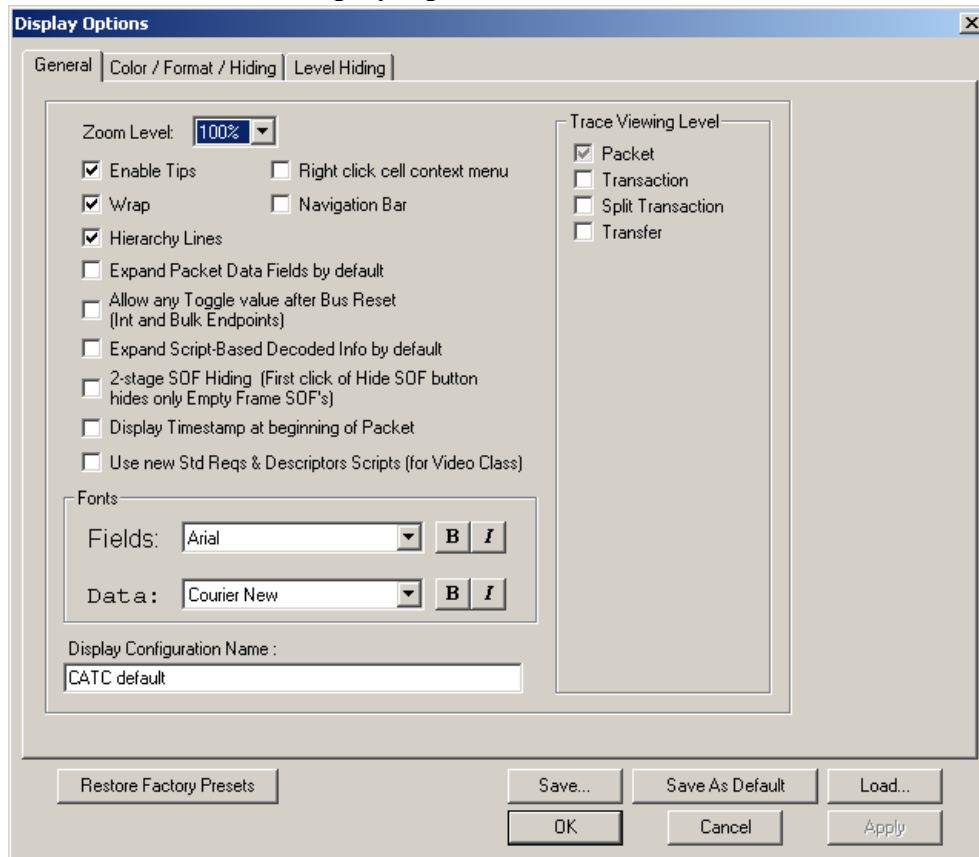 Display Options
General
Color / Format / Hiding
Level Hiding
Zoom Level:
100%
Enable Tips
Right click cell context menu
Wrap
Navigation Bar
Hierarchy Lines
Expand Packet Data Fields by default
Allow any Toggle value after Bus Reset
(Int and Bulk Endpoints)
Expand Script-Based Decoded Info by default
2-stage SOF Hiding (First click of Hide SOF button
hides only Empty Frame SOF's)
Display Timestamp at beginning of Packet
Use new Std Reqs & Descriptors Scripts (for Video Class)
Fonts
Fields:
Arial
B
I
Data:
Courier New
B
I
Display Configuration Name :
CATC default
Trace Viewing Level
Packet
Transaction
Split Transaction
Transfer
Restore Factory Presets
Save...
Save As Default
Load...
OK
Cancel
Apply